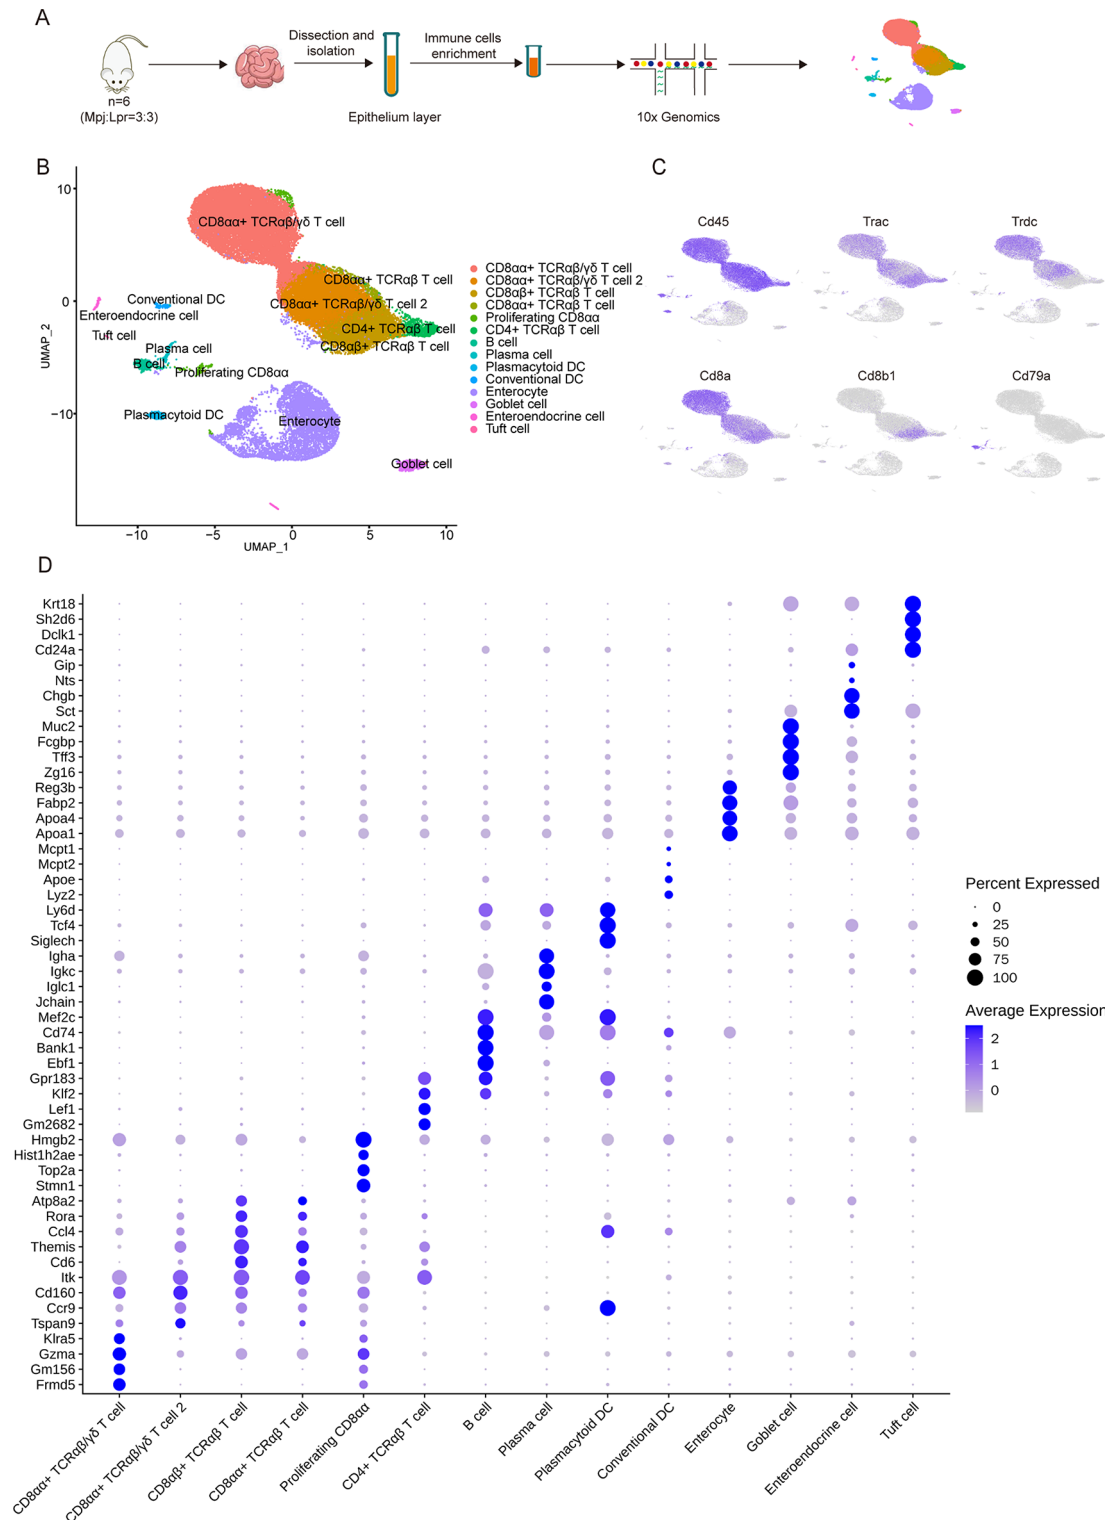 A
Dissection and
isolation
Immune cells
enrichment
n=6
(Mpj:Lpr=3:3)
Epithelium layer
10x Genomics
B
10
0
−10
UMAP_2
−10
−5
0
5
10
UMAP_1
CD8αα+ TCRαβ/γδ T cell
CD8αα+ TCRαβ T cell
Conventional DC
CD8αα+ TCRαβ/γδ T cell 2
Enteroendocrine cell
CD4+ TCRαβ T cell
Tuft cell
CD8αβ+ TCRαβ T cell
Plasma cell
B cell
Proliferating CD8αα
Plasmacytoid DC
Enterocyte
Goblet cell
CD8αα+ TCRαβ/γδ T cell
CD8αα+ TCRαβ/γδ T cell 2
CD8αβ+ TCRαβ T cell
CD8αα+ TCRαβ T cell
Proliferating CD8αα
CD4+ TCRαβ T cell
B cell
Plasma cell
Plasmacytoid DC
Conventional DC
Enterocyte
Goblet cell
Enteroendocrine cell
Tuft cell
C
Cd45
Trac
Trdc
Cd8a
Cd8b1
Cd79a
D
Krt18
Sh2d6
Dclk1
Cd24a
Gip
Nts
Chgb
Sct
Muc2
Fcgbp
Tff3
Zg16
Reg3b
Fabp2
Apoa4
Apoa1
Mcpt1
Mcpt2
Apoe
Lyz2
Ly6d
Tcf4
Siglech
Igha
Igkc
Iglc1
Jchain
Mef2c
Cd74
Bank1
Ebf1
Gpr183
Klf2
Lef1
Gm2682
Hmgb2
Hist1h2ae
Top2a
Stmn1
Atp8a2
Rora
Ccl4
Themis
Cd6
Itk
Cd160
Ccr9
Tspan9
Klra5
Gzma
Gm156
Frmd5
CD8αα+ TCRαβ/γδ T cell
CD8αα+ TCRαβ/γδ T cell 2
CD8αβ+ TCRαβ T cell
CD8αα+ TCRαβ T cell
Proliferating CD8αα
CD4+ TCRαβ T cell
B cell
Plasma cell
Plasmacytoid DC
Conventional DC
Enterocyte
Goblet cell
Enteroendocrine cell
Tuft cell
Percent Expressed
0
25
50
75
100
Average Expression
2
1
0